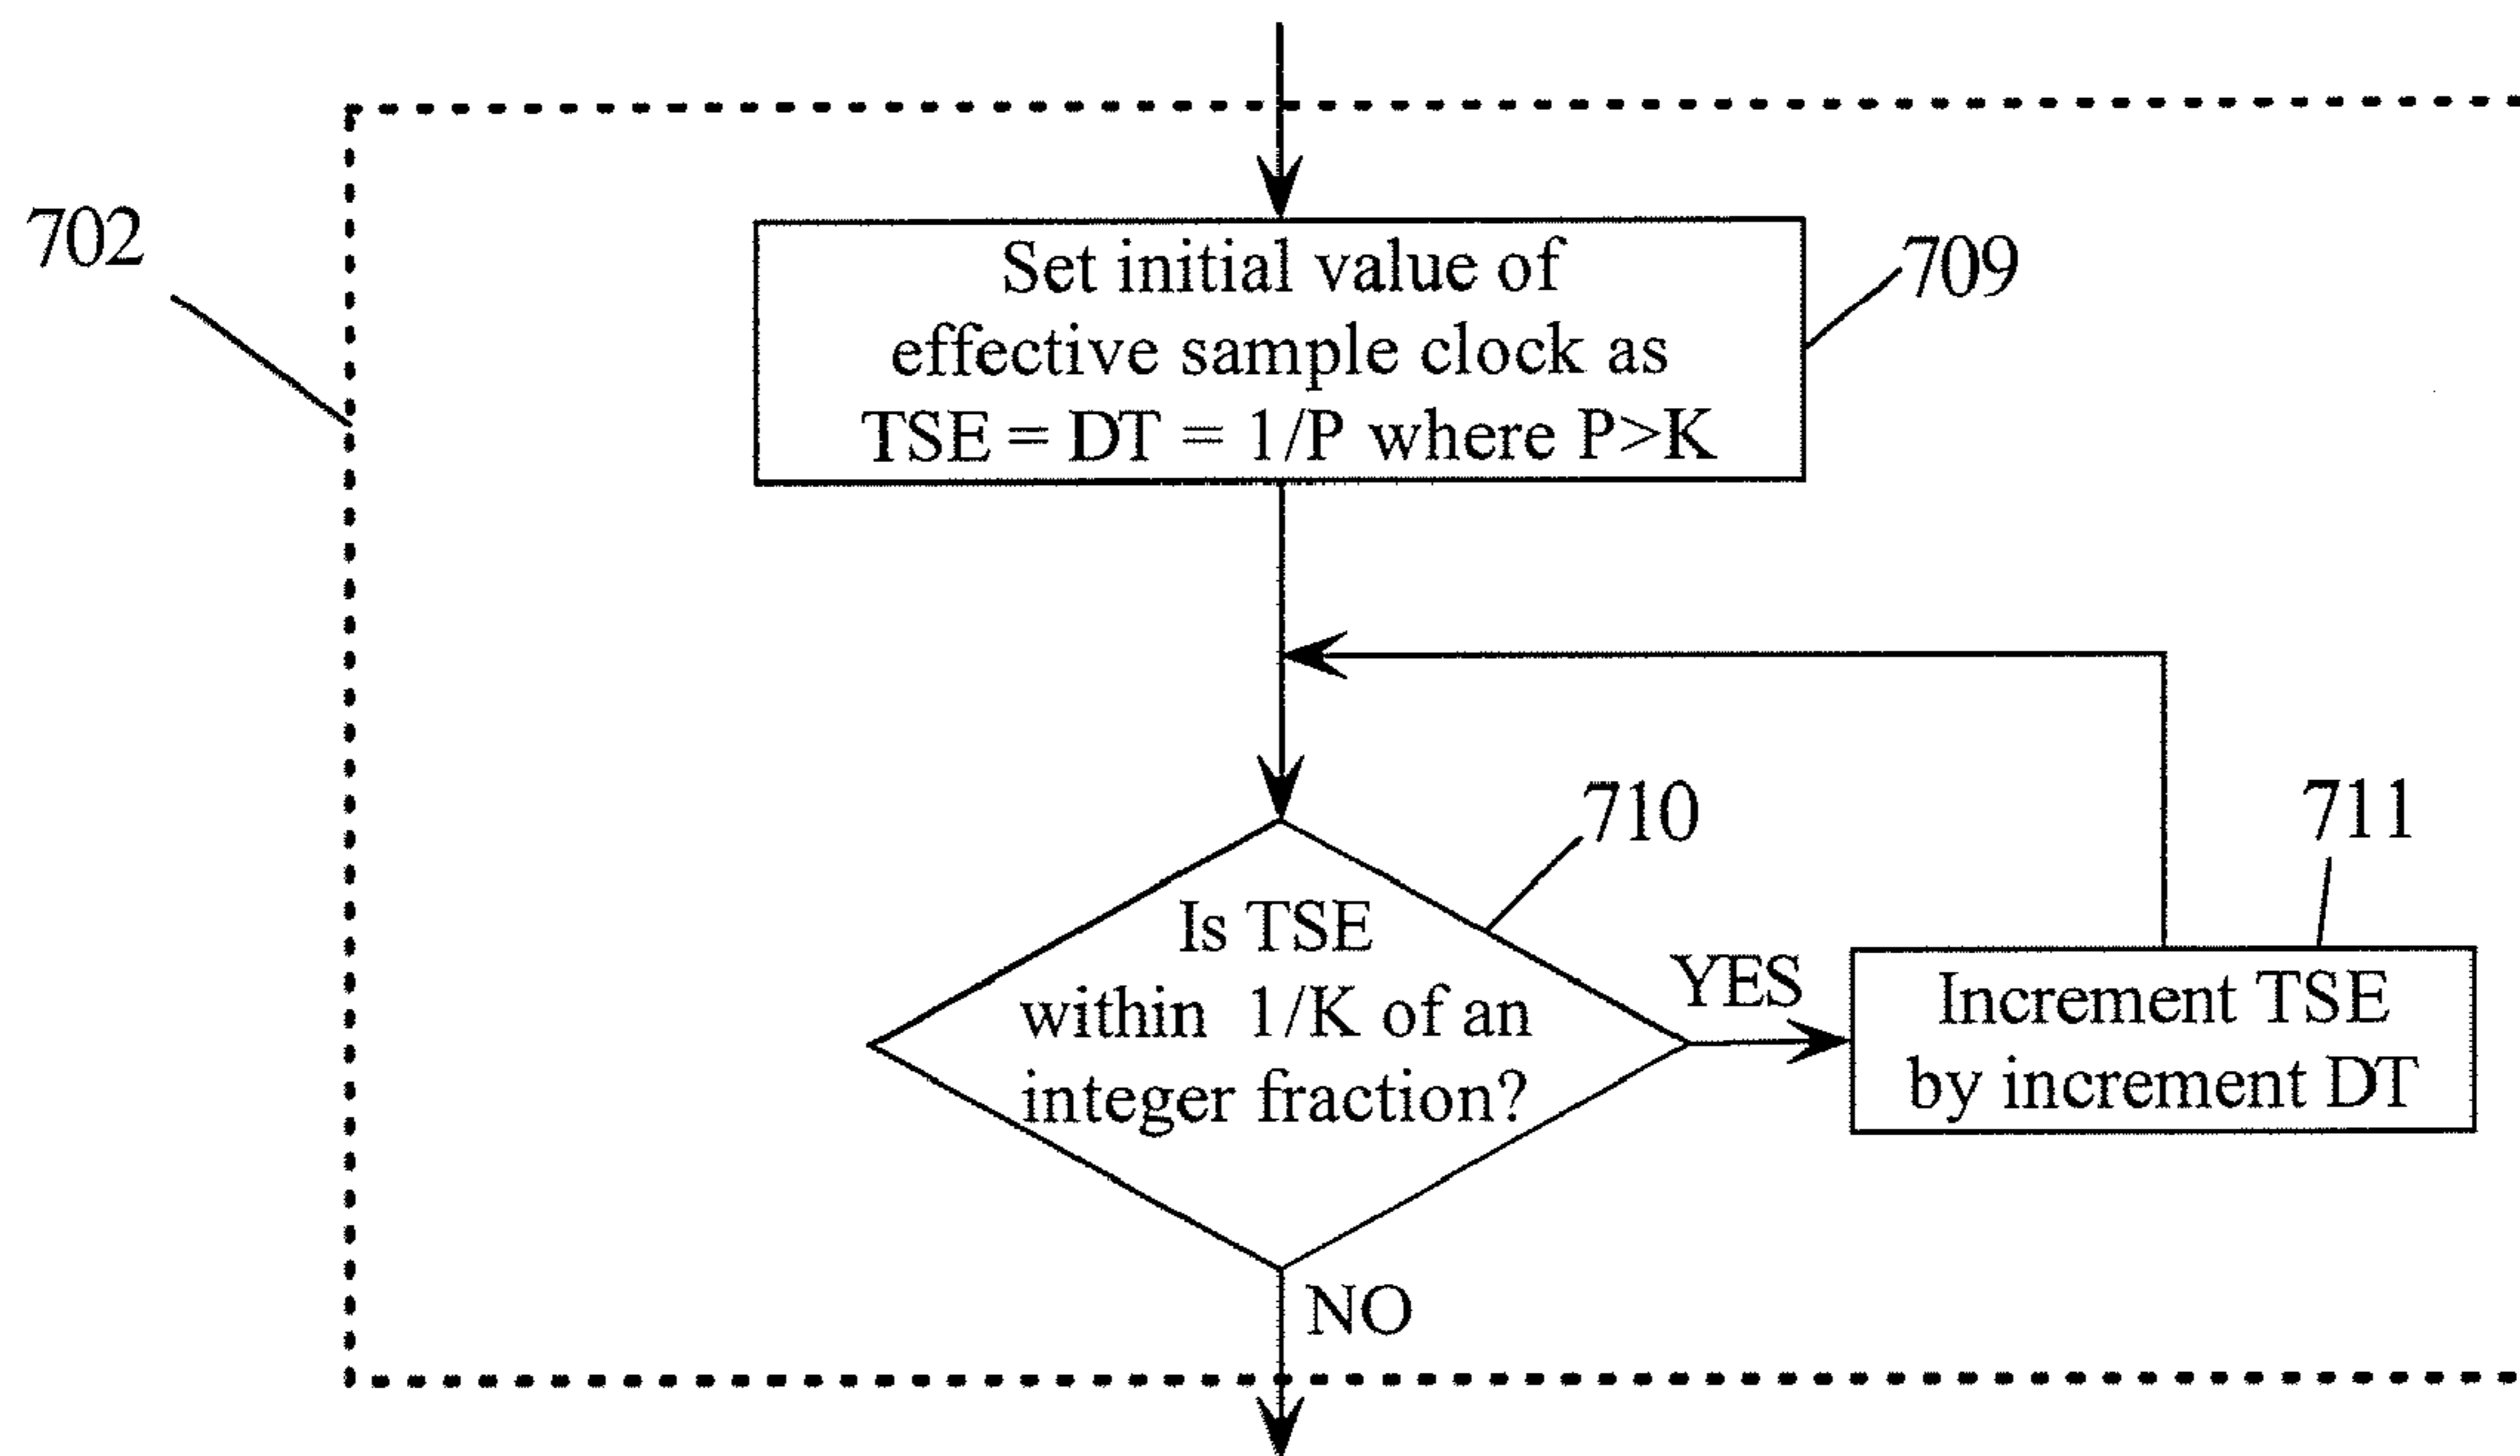 702
Set initial value of
effective sample clock as
TSE = DT = 1/P where P>K
709
710
711
Is TSE
within 1/K of an
integer fraction?
YES
Increment TSE
by increment DT
NO